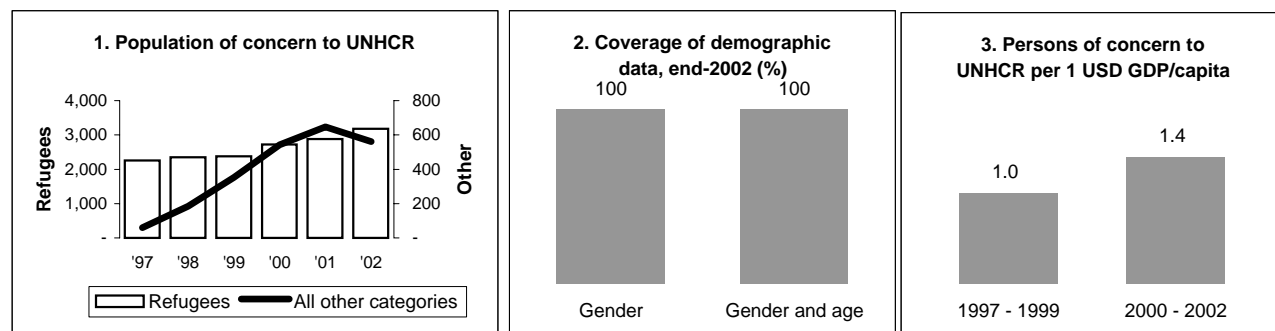 1. Population of concern to UNHCR
4,000
3,000
2,000
1,000
-
Refugees
800
600
400
200
-
Other
'97 '98 '99 '00 '01 '02
Refugees All other categories
2. Coverage of demographic
data, end-2002 (%)
100 100
Gender Gender and age
3. Persons of concern to
UNHCR per 1 USD GDP/capita
1.0
1.4
1997 - 1999 2000 - 2002